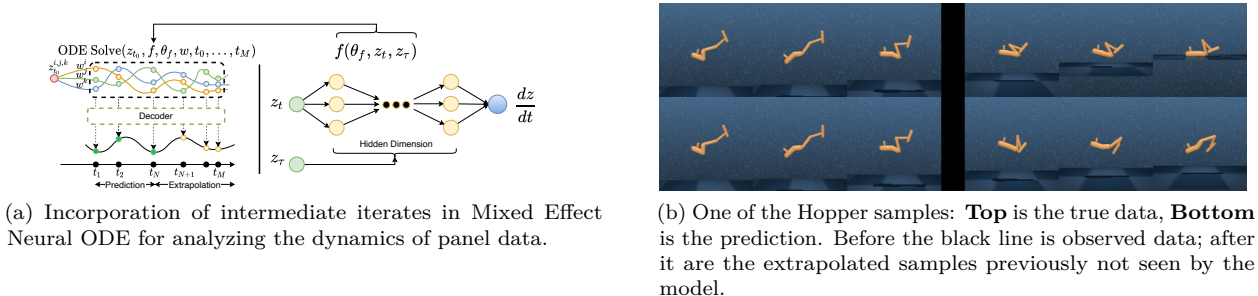 ODE Solve(z_{t_0}, f, θ_f, w, t_0, ..., t_M)
f(θ_f, z_t, z_τ)
z_{t_0}^{i,j,k}
w^i
w^j
w^k
Decoder
t_1 t_2 t_N t_{N+1} t_M
Prediction Extrapolation
z_t
z_τ
Hidden Dimension
dz
dt
(a) Incorporation of intermediate iterates in Mixed Effect
Neural ODE for analyzing the dynamics of panel data.
(b) One of the Hopper samples: Top is the true data, Bottom
is the prediction. Before the black line is observed data; after
it are the extrapolated samples previously not seen by the
model.